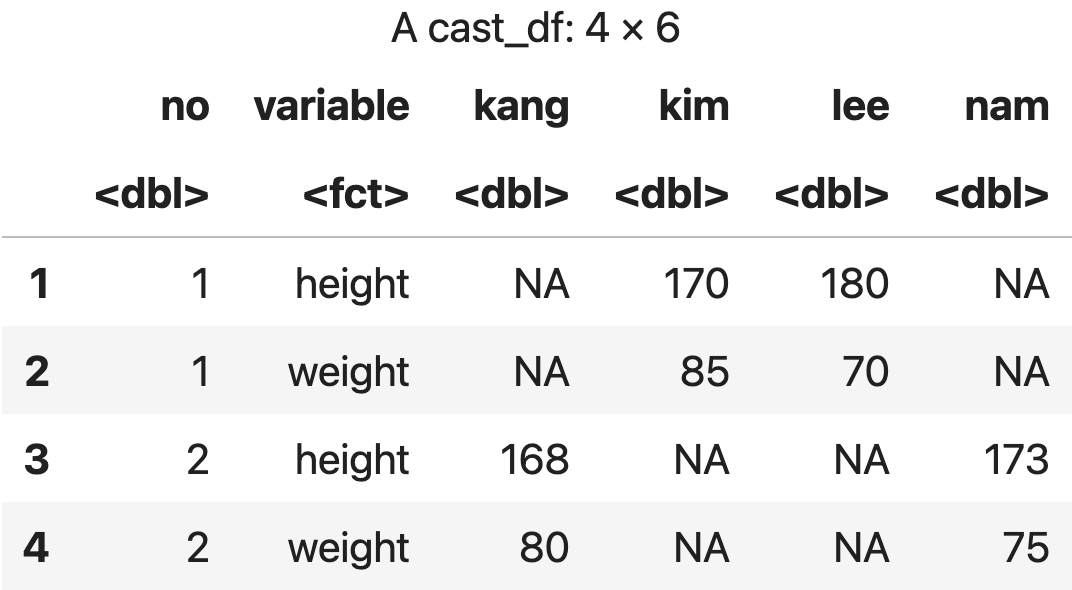 A cast_df: 4 × 6
no variable kang kim lee nam
<dbl> <fct> <dbl> <dbl> <dbl> <dbl>
1 1 height NA 170 180 NA
2 1 weight NA 85 70 NA
3 2 height 168 NA NA 173
4 2 weight 80 NA NA 75